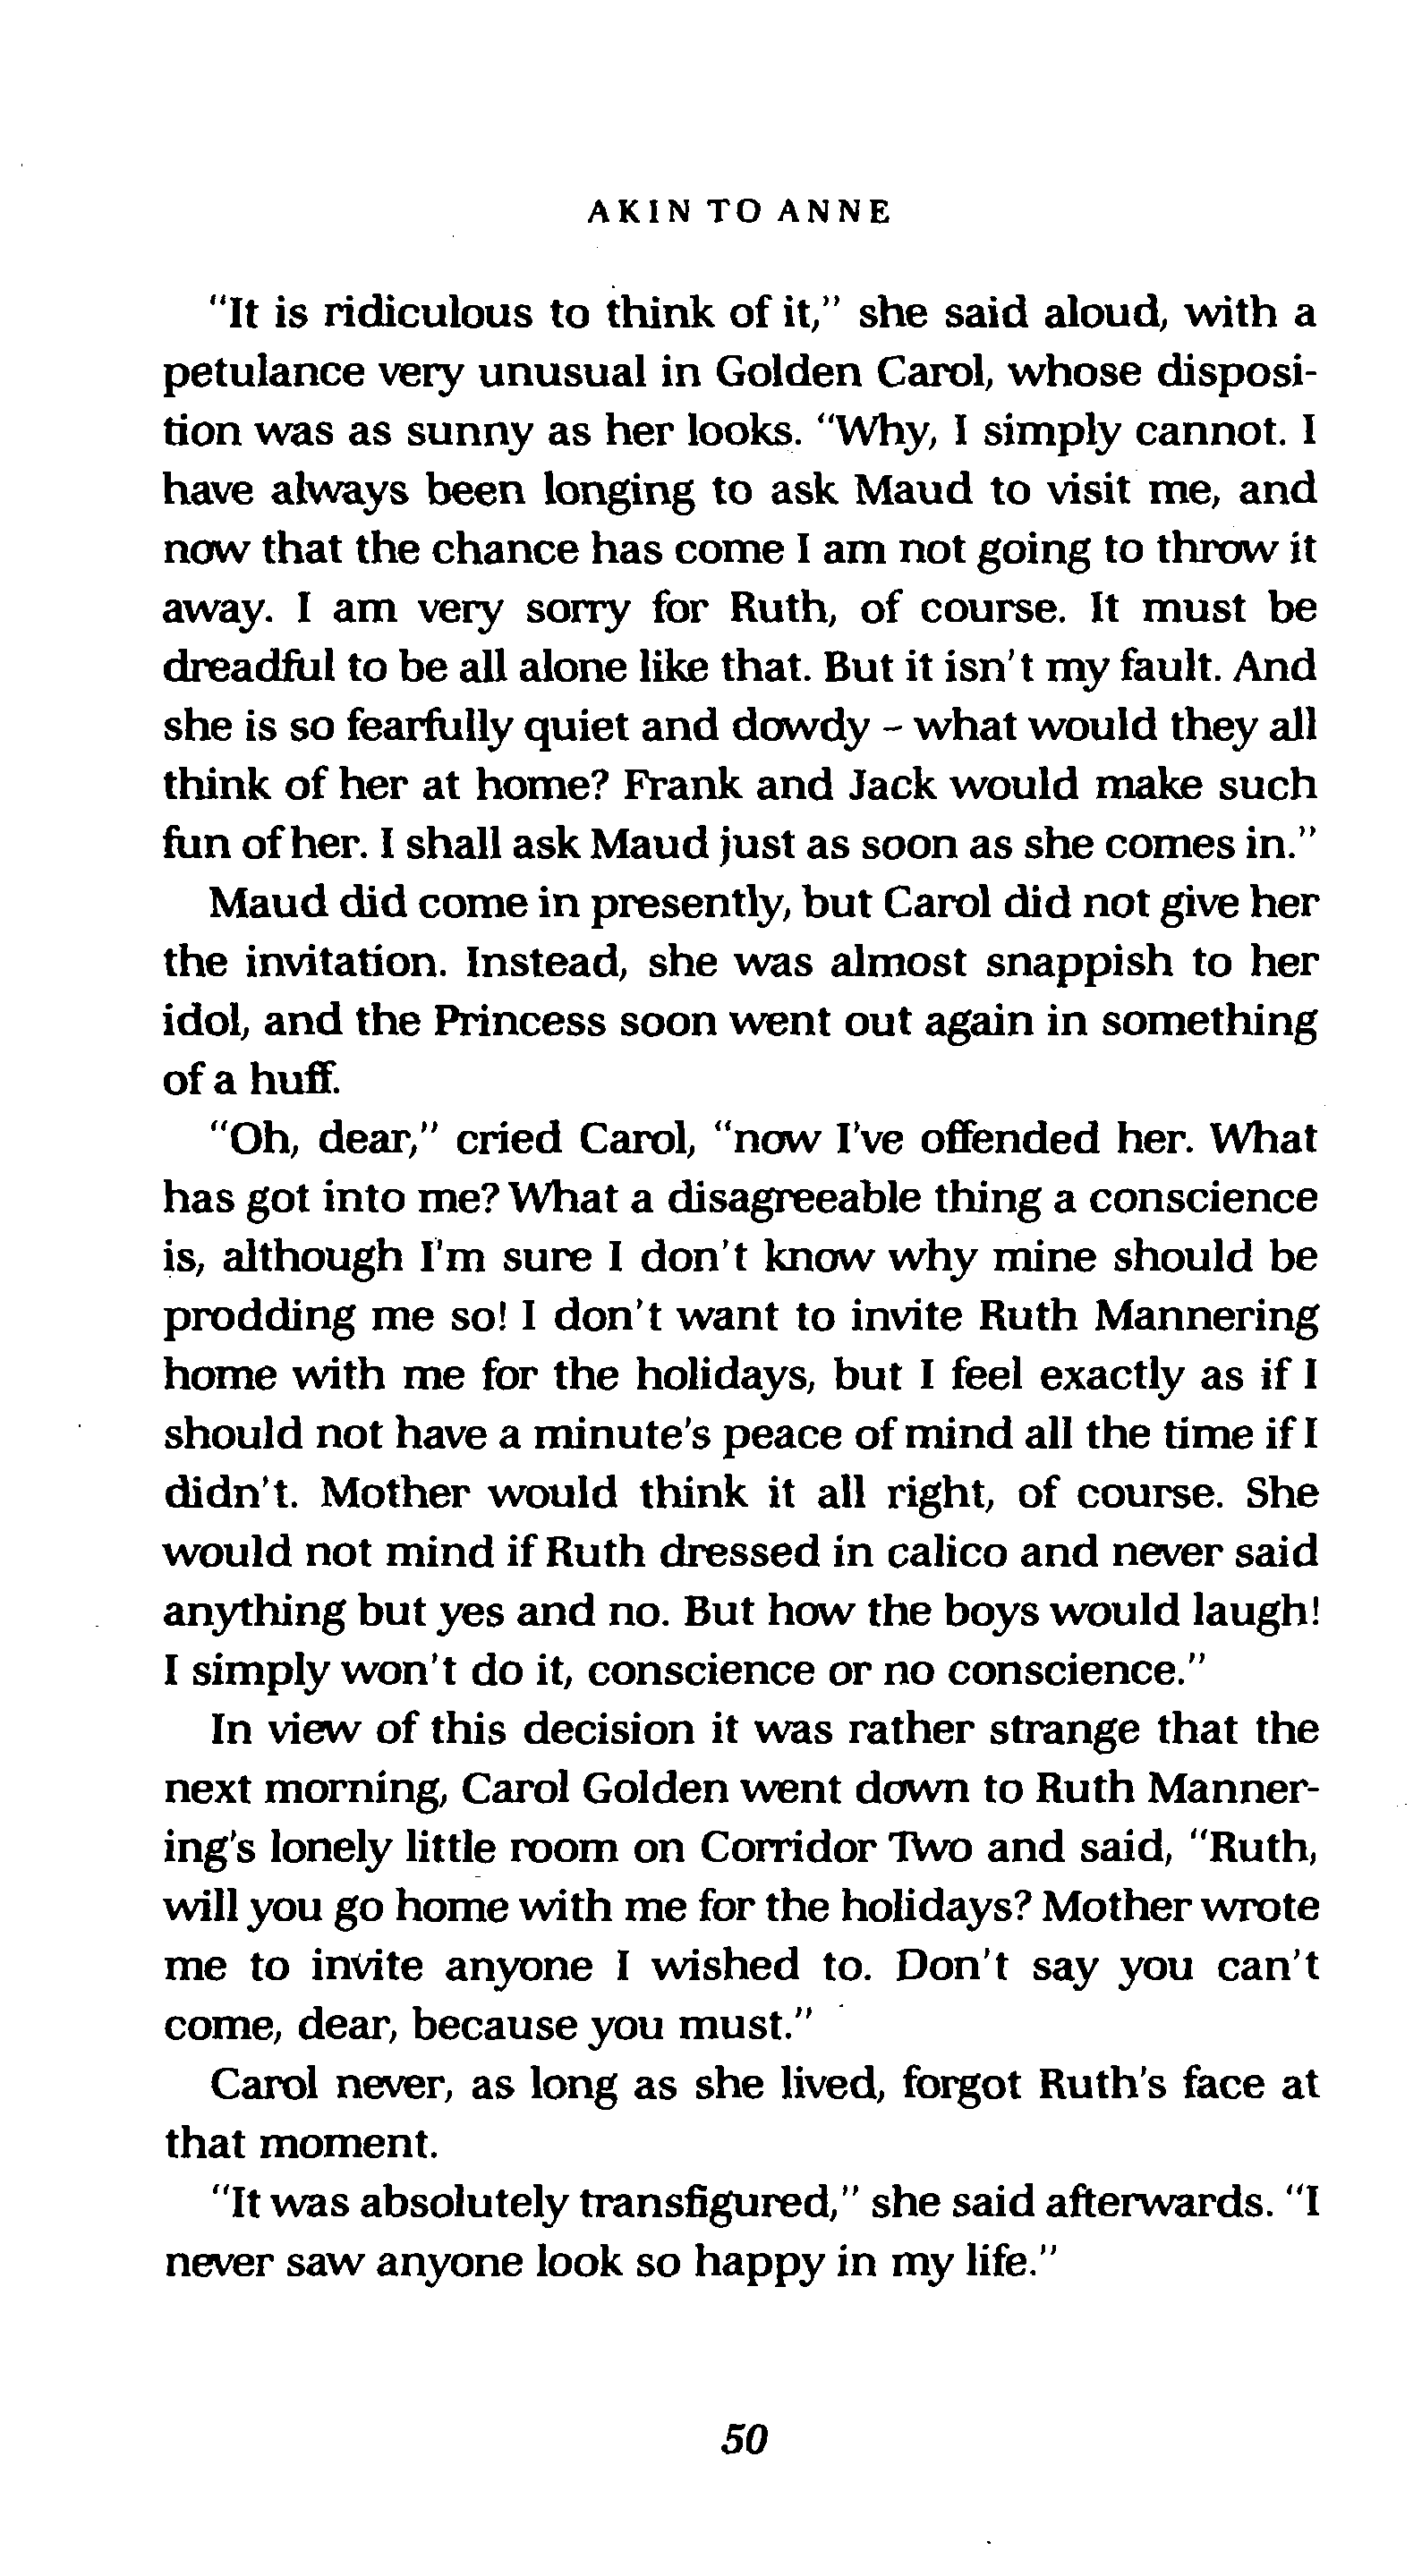 AKIN TO ANNE
"It is ridiculous to think of it," she said aloud, with a
petulance very unusual in Golden Carol, whose disposi-
tion was as sunny as her looks. "Why, I simply cannot. I
have always been longing to ask Maud to visit me, and
now that the chance has come I am not going to throw it
away. I am very sorry for Ruth, of course. It must be
dreadful to be all alone like that. But it isn't my fault. And
she is so fearfully quiet and dowdy - what would they all
think of her at home? Frank and Jack would make such
fun of her. I shall ask Maud just as soon as she comes in."
Maud did come in presently, but Carol did not give her
the invitation. Instead, she was almost snappish to her
idol, and the Princess soon went out again in something
of a huff.
"Oh, dear," cried Carol, "now I've offended her. What
has got into me? What a disagreeable thing a conscience
is, although I'm sure I don't know why mine should be
prodding me so! I don't want to invite Ruth Mannering
home with me for the holidays, but I feel exactly as if I
should not have a minute's peace of mind all the time if I
didn't. Mother would think it all right, of course. She
would not mind if Ruth dressed in calico and never said
anything but yes and no. But how the boys would laugh!
I simply won't do it, conscience or no conscience."
In view of this decision it was rather strange that the
next morning, Carol Golden went down to Ruth Manner-
ing's lonely little room on Corridor Two and said, "Ruth,
will you go home with me for the holidays? Mother wrote
me to invite anyone I wished to. Don't say you can't
come, dear, because you must."
Carol never, as long as she lived, forgot Ruth's face at
that moment.
"It was absolutely transfigured," she said afterwards. "I
never saw anyone look so happy in my life."
50